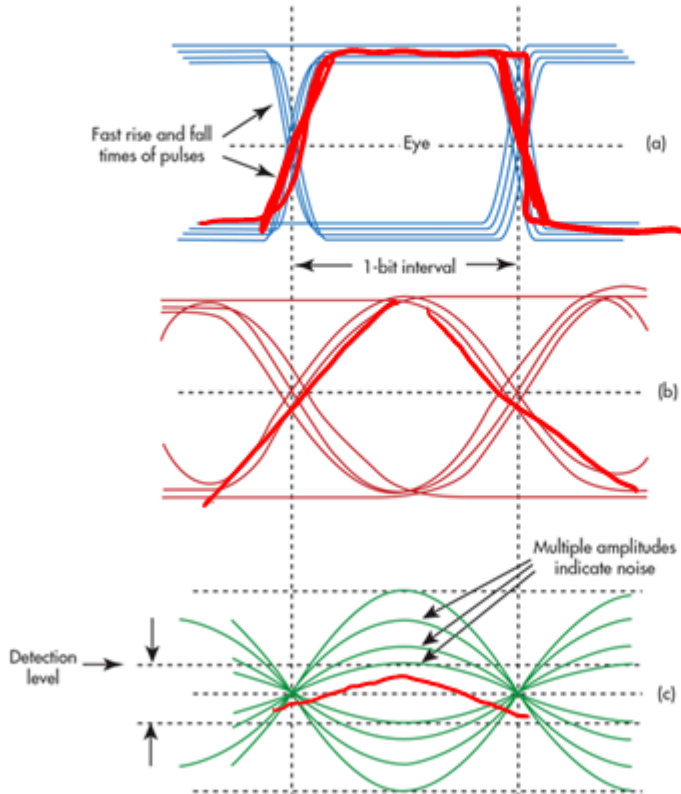 Fast rise and fall
times of pulses
Eye
(a)
1-bit interval
(b)
Multiple amplitudes
indicate noise
Detection
level
(c)